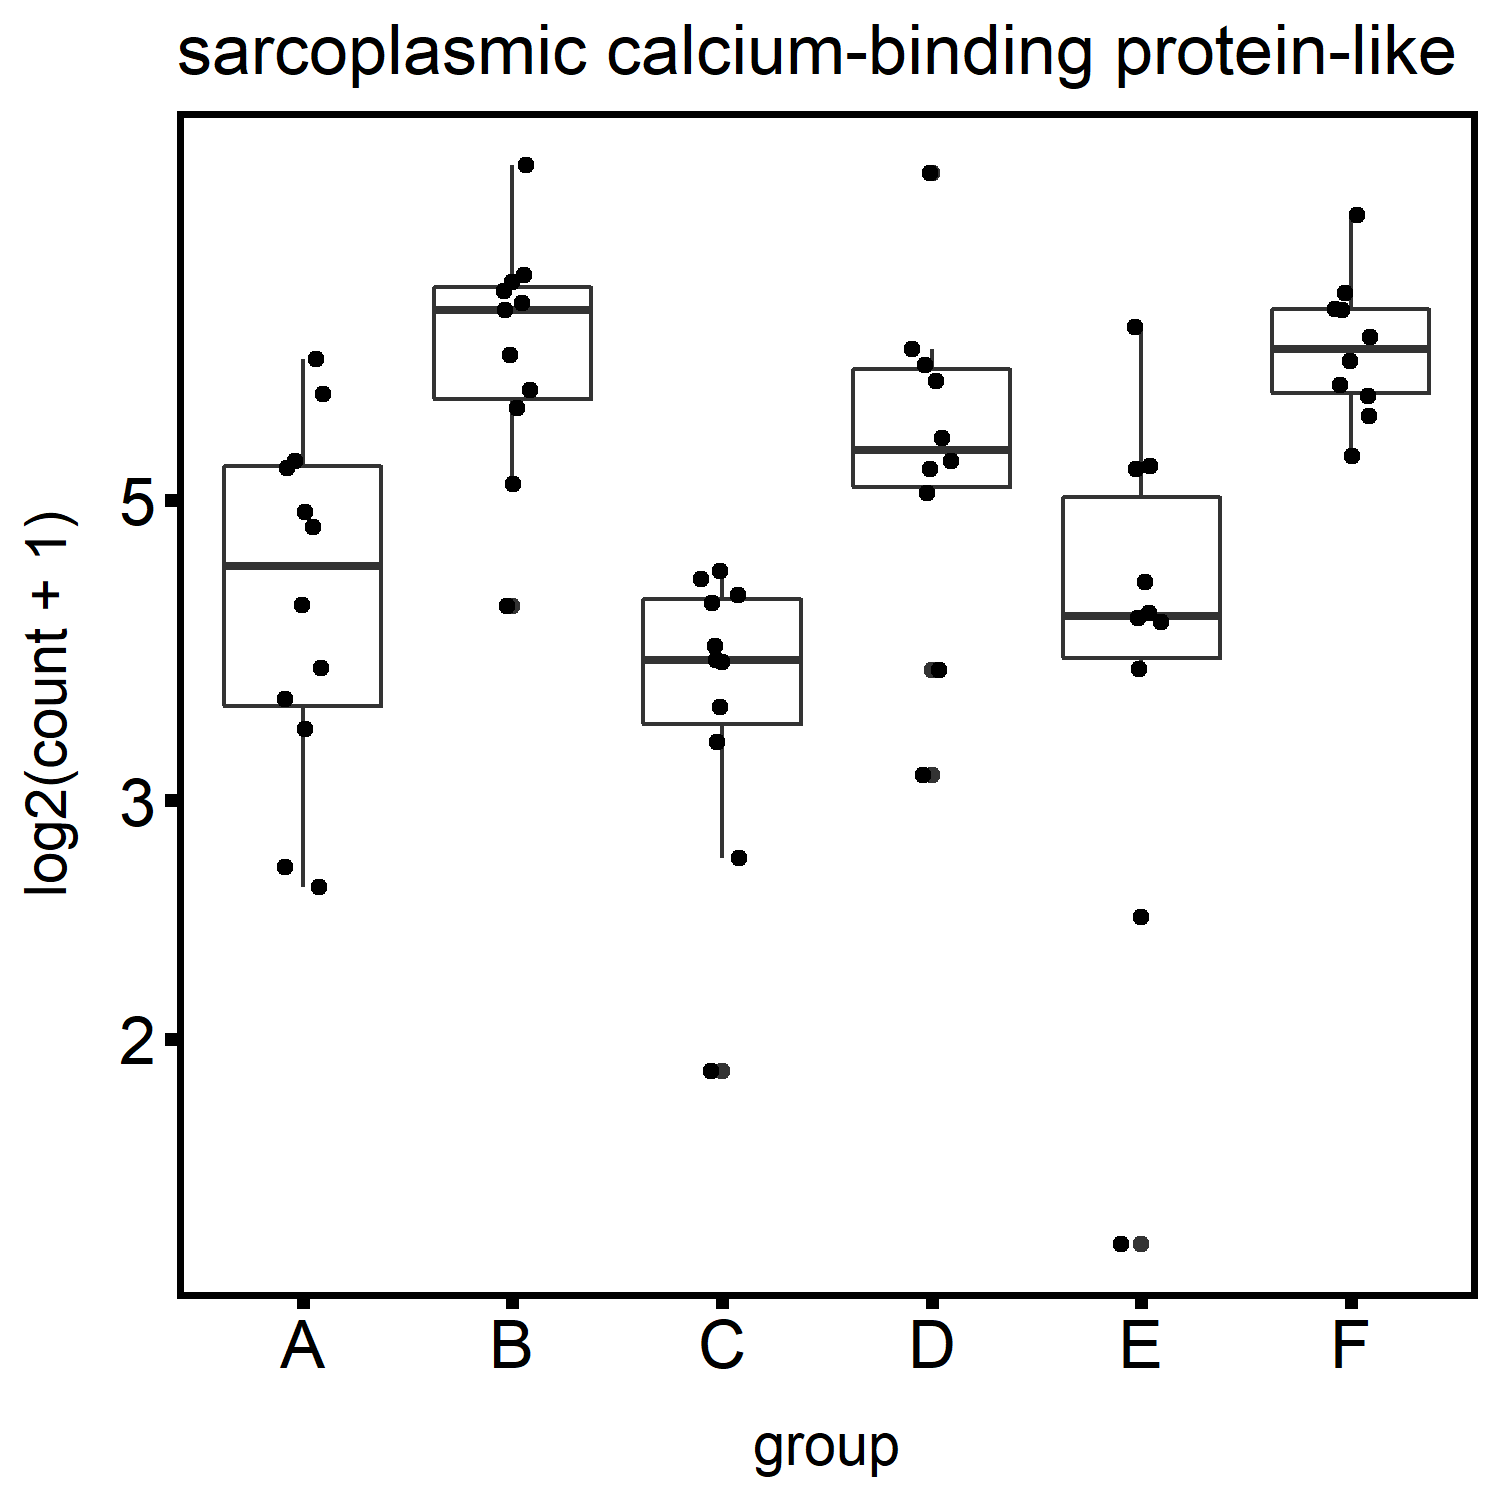 sarcoplasmic calcium-binding protein-like
log2(count + 1)
5
3
2
A B C D E F
group